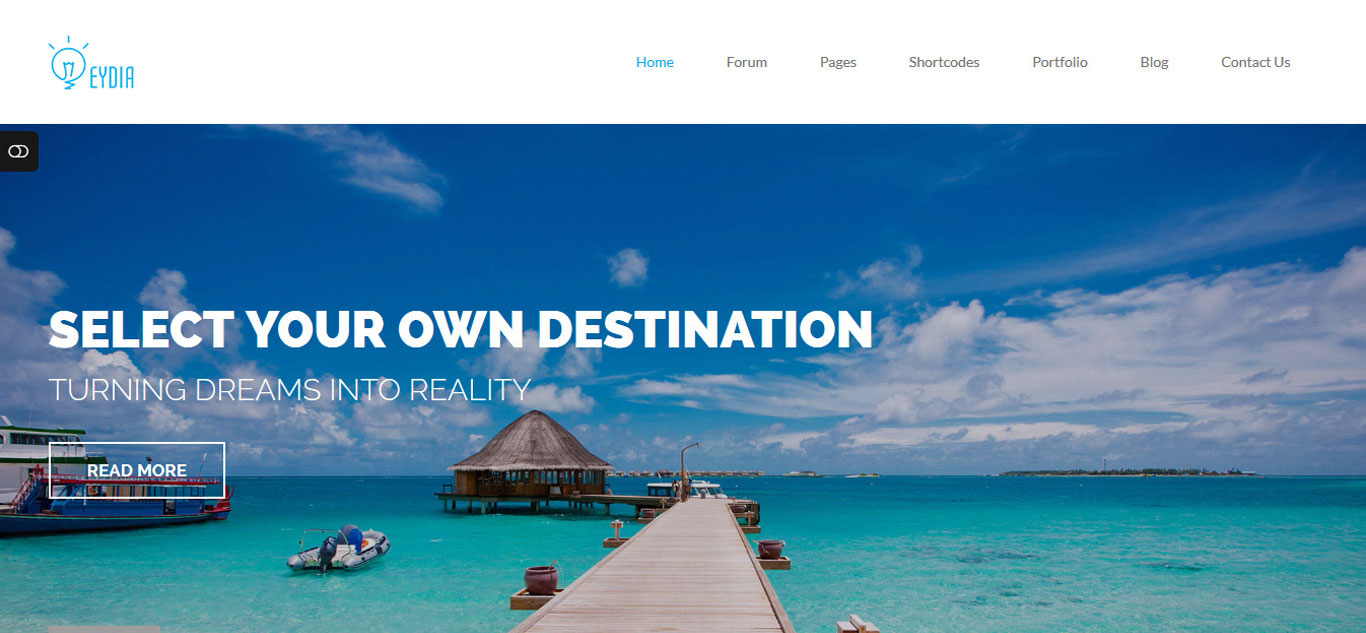 EYDIA
Home Forum Pages Shortcodes Portfolio Blog Contact Us
SELECT YOUR OWN DESTINATION
TURNING DREAMS INTO REALITY
READ MORE